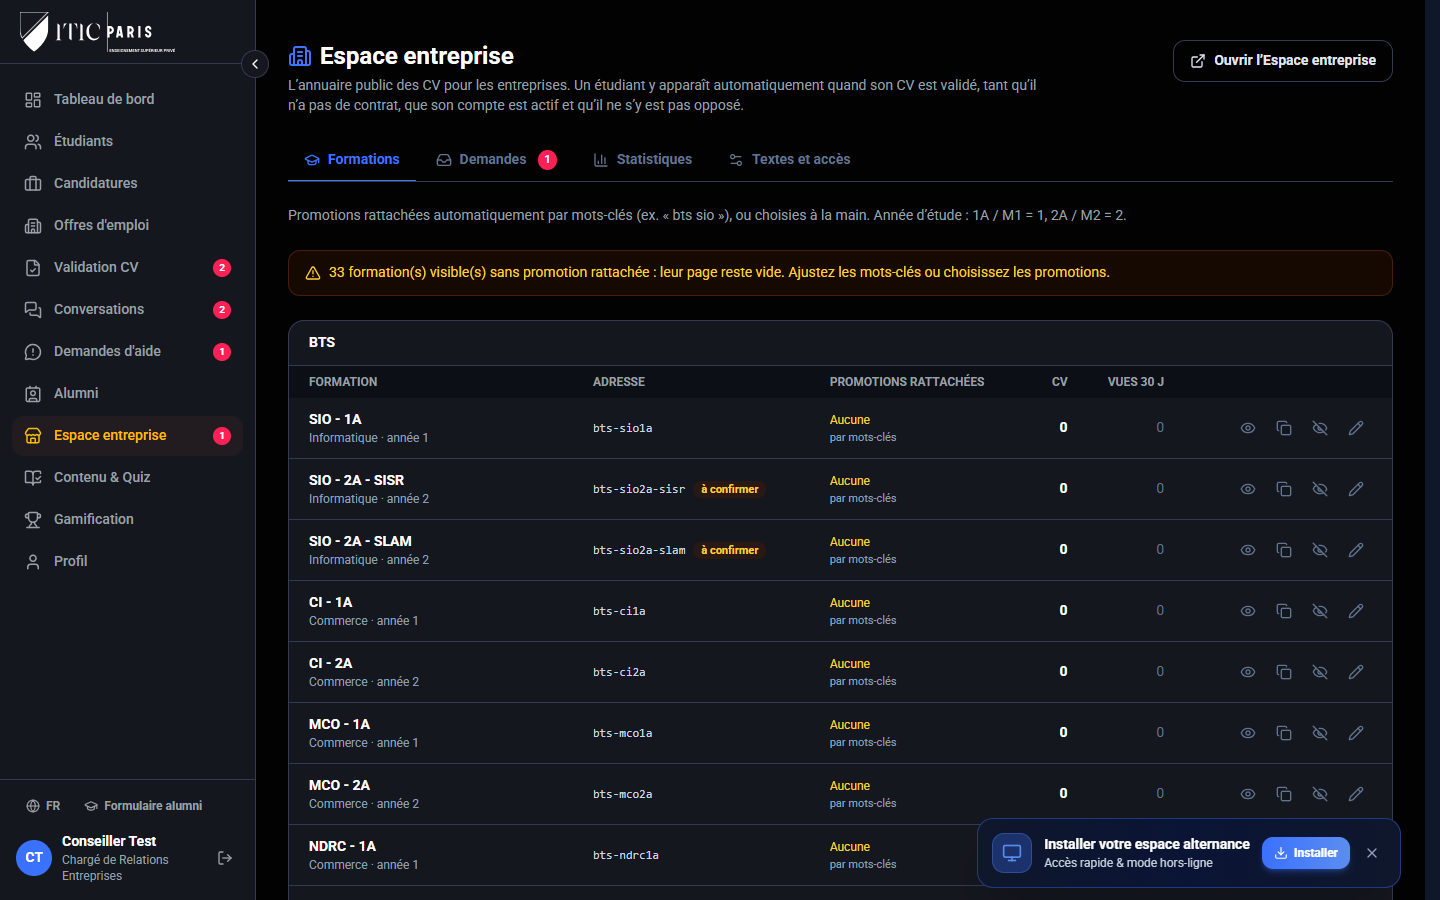 ITIC PARIS
ENSEIGNEMENT SUPÉRIEUR PRIVÉ
Tableau de bord
Étudiants
Candidatures
Offres d'emploi
Validation CV 2
Conversations 2
Demandes d'aide 1
Alumni
Espace entreprise 1
Contenu & Quiz
Gamification
Profil
FR Formulaire alumni
CT
Conseiller Test
Chargé de Relations
Entreprises
Espace entreprise
Ouvrir l'Espace entreprise
L'annuaire public des CV pour les entreprises. Un étudiant y apparaît automatiquement quand son CV est validé, tant qu'il
n'a pas de contrat, que son compte est actif et qu'il ne s'y est pas opposé.
Formations Demandes 1 Statistiques Textes et accès
Promotions rattachées automatiquement par mots-clés (ex. « bts sio »), ou choisies à la main. Année d'étude : 1A / M1 = 1, 2A / M2 = 2.
33 formation(s) visible(s) sans promotion rattachée : leur page reste vide. Ajustez les mots-clés ou choisissez les promotions.
BTS
FORMATION ADRESSE PROMOTIONS RATTACHÉES CV VUES 30 J
SIO - 1A
Informatique · année 1
bts-sio1a
Aucune
par mots-clés
0 0
SIO - 2A - SISR
Informatique · année 2
bts-sio2a-sisr à confirmer
Aucune
par mots-clés
0 0
SIO - 2A - SLAM
Informatique · année 2
bts-sio2a-slam à confirmer
Aucune
par mots-clés
0 0
CI - 1A
Commerce · année 1
bts-ci1a
Aucune
par mots-clés
0 0
CI - 2A
Commerce · année 2
bts-ci2a
Aucune
par mots-clés
0 0
MCO - 1A
Commerce · année 1
bts-mco1a
Aucune
par mots-clés
0 0
MCO - 2A
Commerce · année 2
bts-mco2a
Aucune
par mots-clés
0 0
NDRC - 1A
Commerce · année 1
bts-ndrc1a
Aucune
par mots-clés
Installer votre espace alternance
Accès rapide & mode hors-ligne
Installer